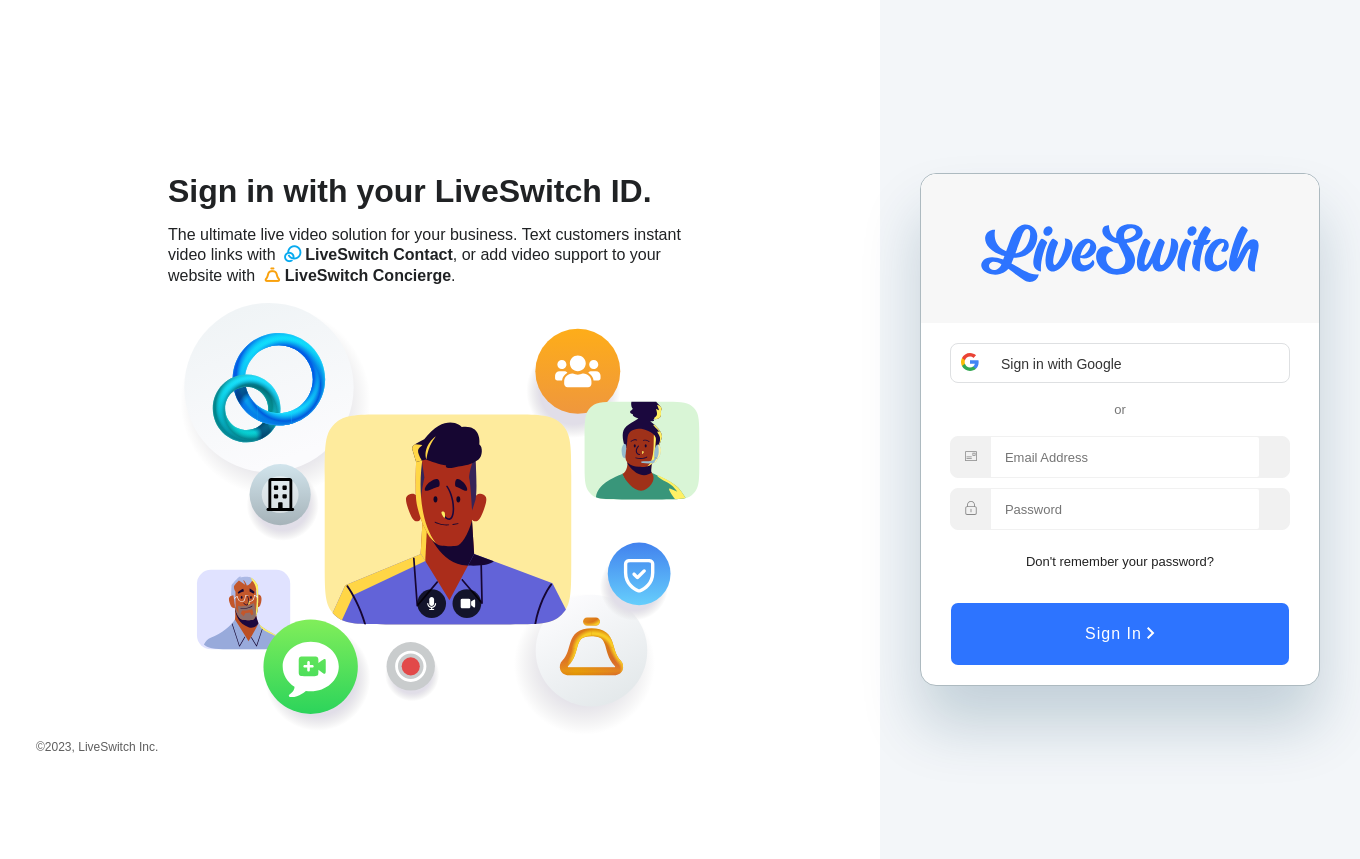 Sign in with your LiveSwitch ID.
The ultimate live video solution for your business. Text customers instant
video links with LiveSwitch Contact, or add video support to your
website with LiveSwitch Concierge.
©2023, LiveSwitch Inc.
LiveSwitch
Sign in with Google
or
Email Address
Password
Don't remember your password?
Sign In